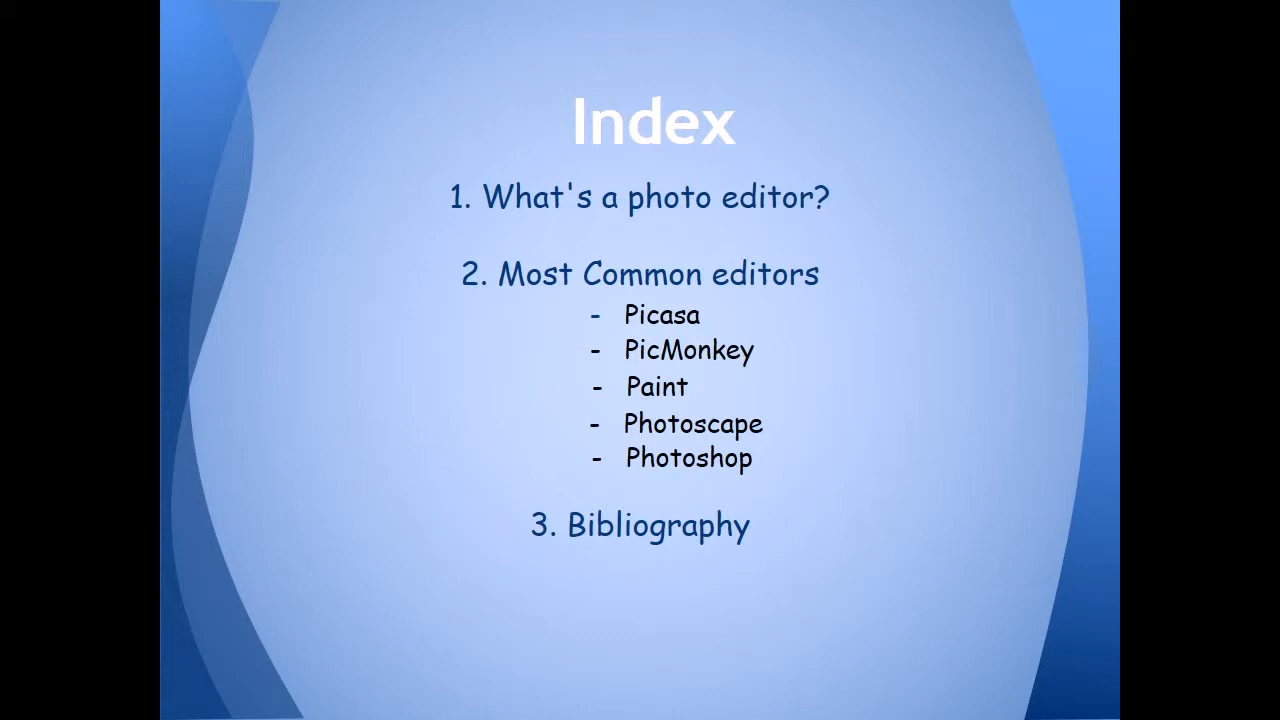 Index
1. What's a photo editor?
2. Most Common editors
- Picasa
- PicMonkey
- Paint
- Photoscape
- Photoshop
3. Bibliography